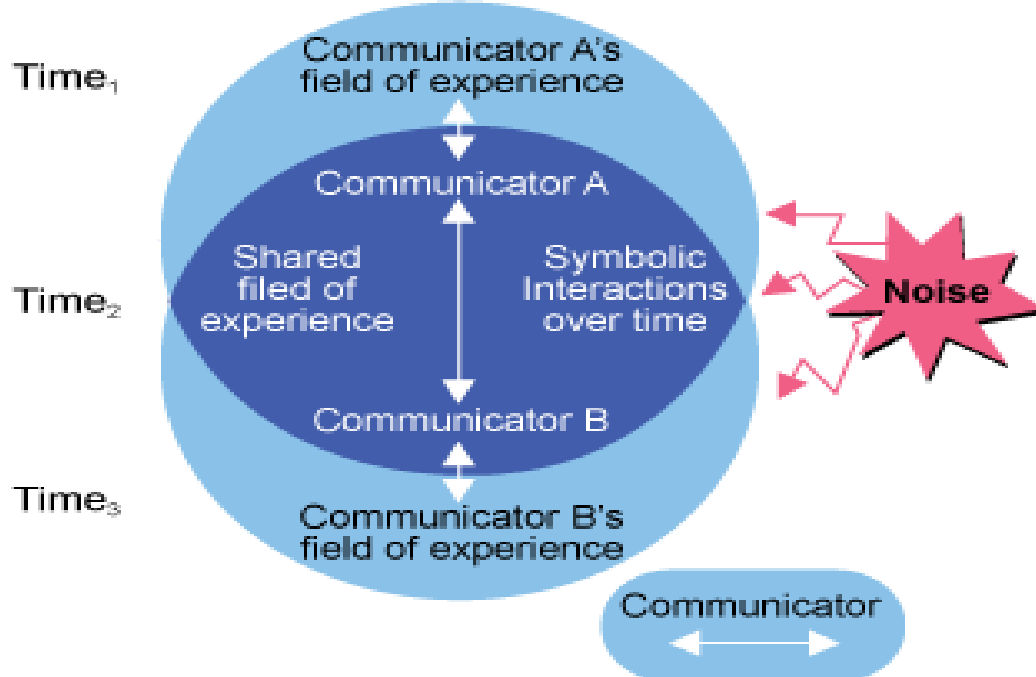 Communicator A's
field of experience
Time₁
Communicator A
Shared
filed of
experience
Symbolic
Interactions
over time
Time₂
Noise
Communicator B
Time₃
Communicator B's
field of experience
Communicator